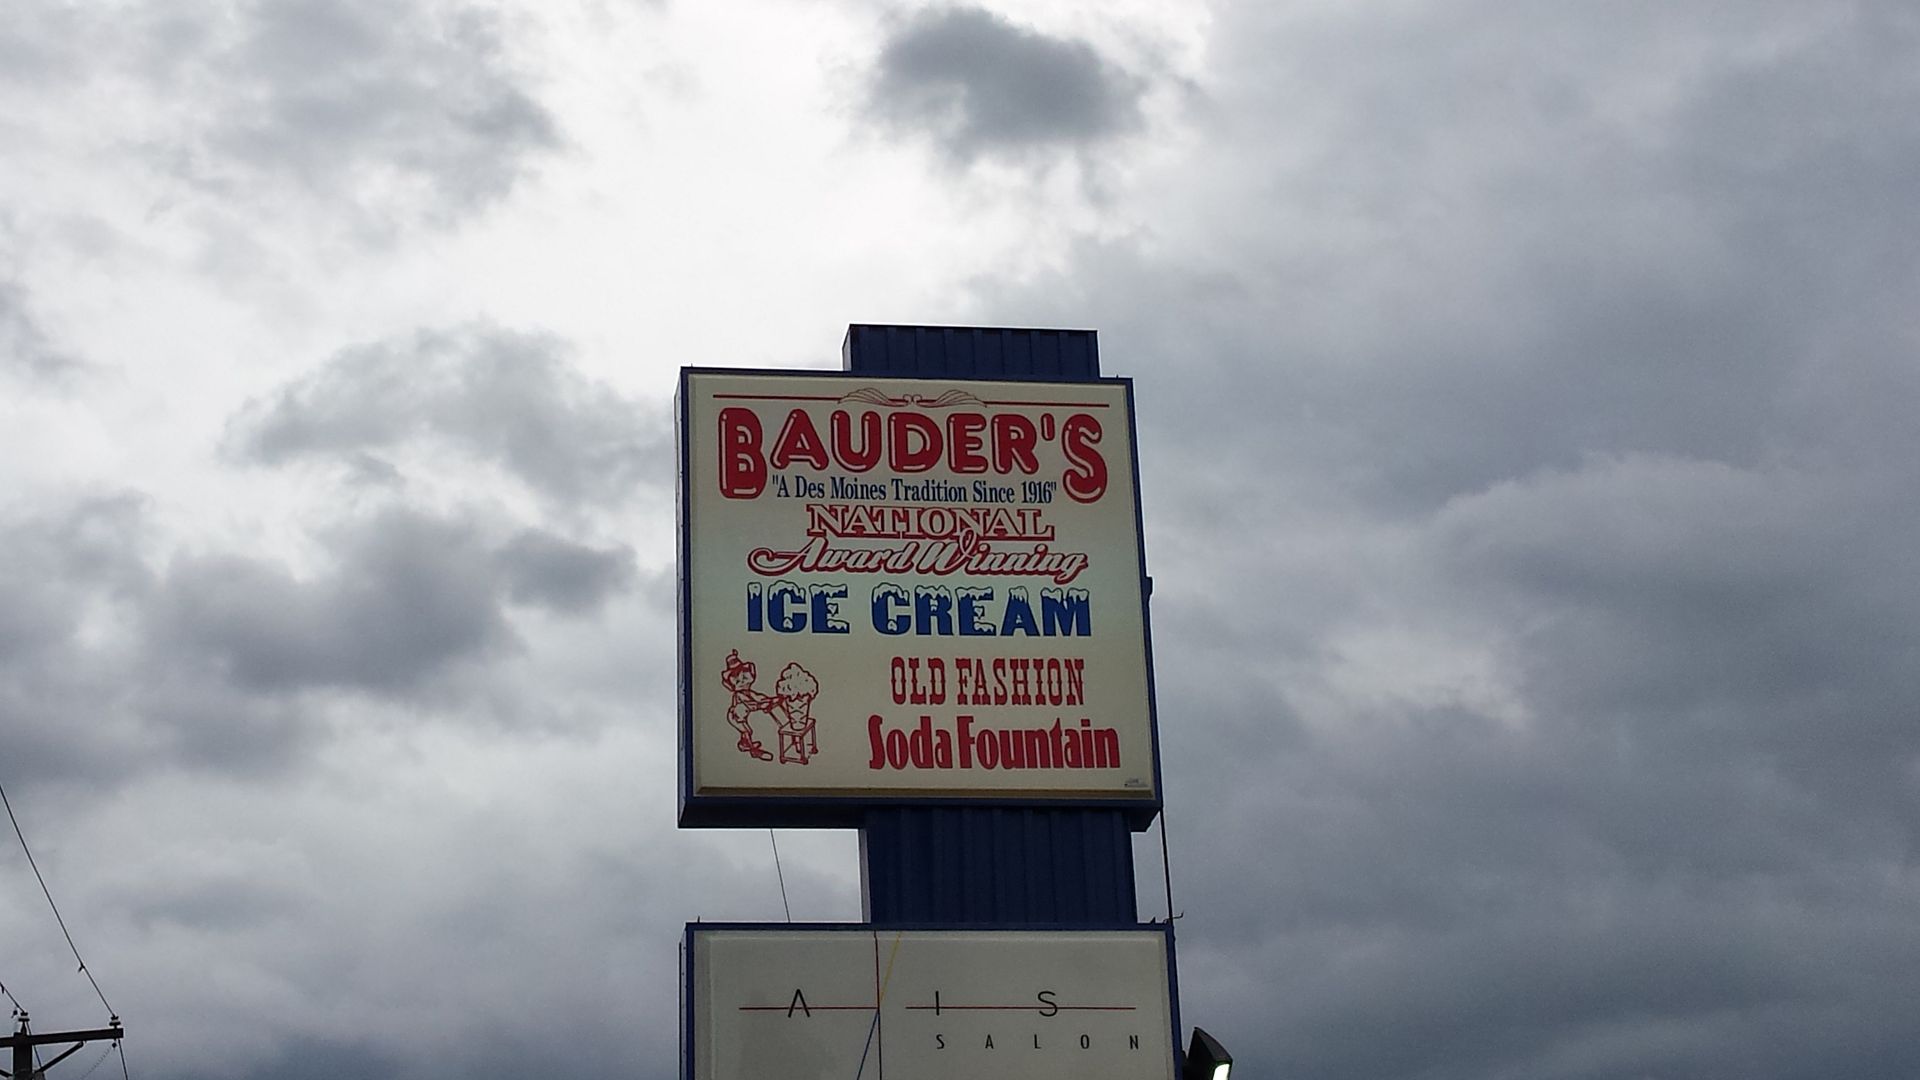 BAUDER'S
"A Des Moines Tradition Since 1916"
NATIONAL
Award Winning
ICE CREAM
OLD FASHION
Soda Fountain
A I S
SALON